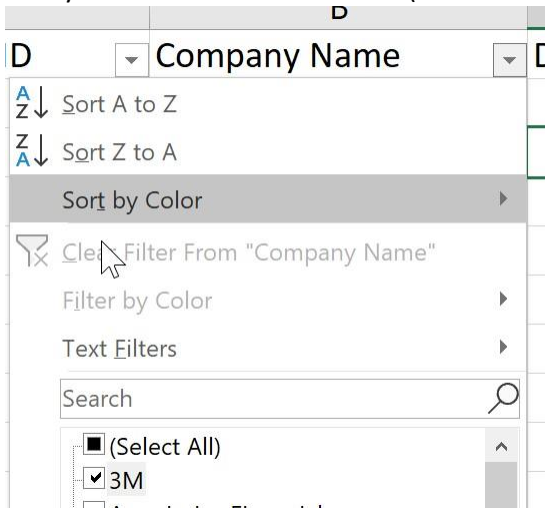 B
D Company Name
Sort A to Z
Sort Z to A
Sort by Color
Clear Filter From "Company Name"
Filter by Color
Text Filters
Search
(Select All)
3M